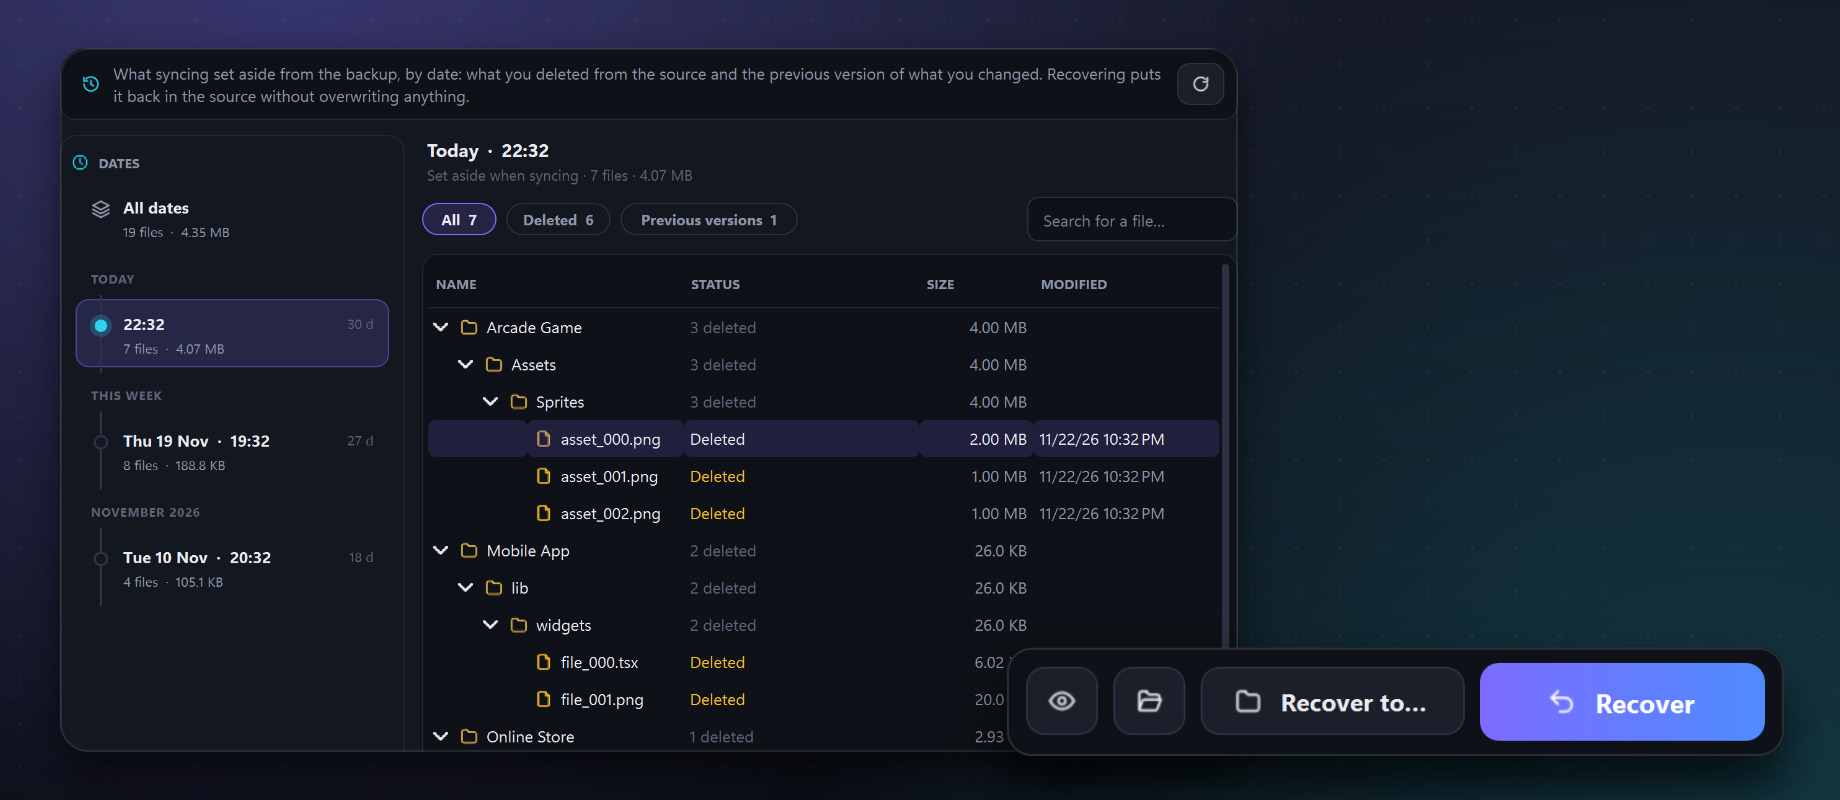 What syncing set aside from the backup, by date: what you deleted from the source and the previous version of what you changed. Recovering puts
it back in the source without overwriting anything.
DATES
All dates
19 files · 4.35 MB
TODAY
22:32 30 d
7 files · 4.07 MB
THIS WEEK
Thu 19 Nov · 19:32 27 d
8 files · 188.8 KB
NOVEMBER 2026
Tue 10 Nov · 20:32 18 d
4 files · 105.1 KB
Today · 22:32
Set aside when syncing · 7 files · 4.07 MB
All 7 Deleted 6 Previous versions 1 Search for a file...
NAME STATUS SIZE MODIFIED
Arcade Game 3 deleted 4.00 MB
Assets 3 deleted 4.00 MB
Sprites 3 deleted 4.00 MB
asset_000.png Deleted 2.00 MB 11/22/26 10:32 PM
asset_001.png Deleted 1.00 MB 11/22/26 10:32 PM
asset_002.png Deleted 1.00 MB 11/22/26 10:32 PM
Mobile App 2 deleted 26.0 KB
lib 2 deleted 26.0 KB
widgets 2 deleted 26.0 KB
file_000.tsx Deleted 6.02
file_001.png Deleted 20.0
Online Store 1 deleted 2.93
Recover to... Recover